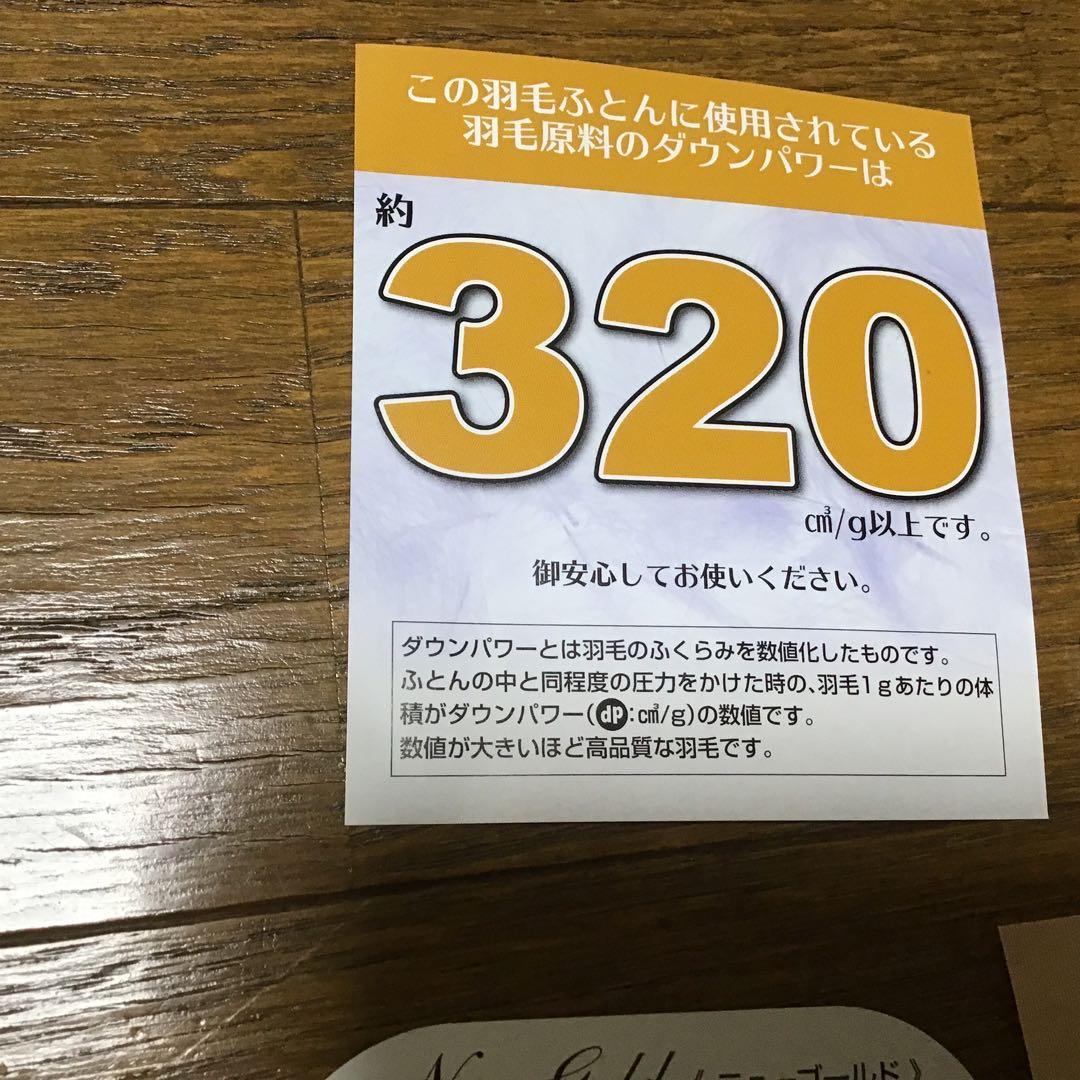 この羽毛ふとんに使用されている
羽毛原料のダウンパワーは
約
320
c㎥/g以上です。
御安心してお使いください。
ダウンパワーとは羽毛のふくらみを数値化したものです。
ふとんの中と同程度の圧力をかけた時の、羽毛1gあたりの体
積がダウンパワー(dp:c㎥/g)の数値です。
数値が大きいほど高品質な羽毛です。
ニューゴールド》